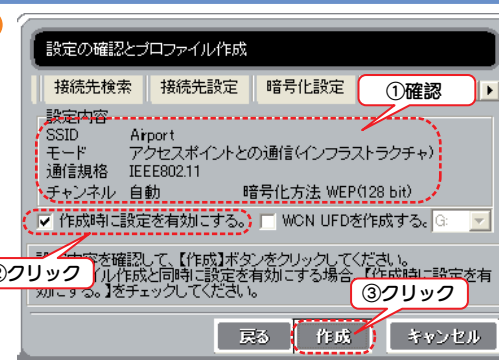 設定の確認とプロファイル作成
接続先検索 接続先設定 暗号化設定 ①確認
設定内容
SSID Airport
モード アクセスポイントとの通信(インフラストラクチャ)
通信規格 IEEE802.11
チャンネル 自動 暗号化方法 WEP(128 bit)
作成時に設定を有効にする。 WCN UFDを作成する。 G:
内容を確認して、【作成】ボタンをクリックしてください。
②クリック イル作成と同時に設定を有効にする場合、【作成時に設定を有
効にする。】をチェックしてください。
③クリック
戻る 作成 キャンセル